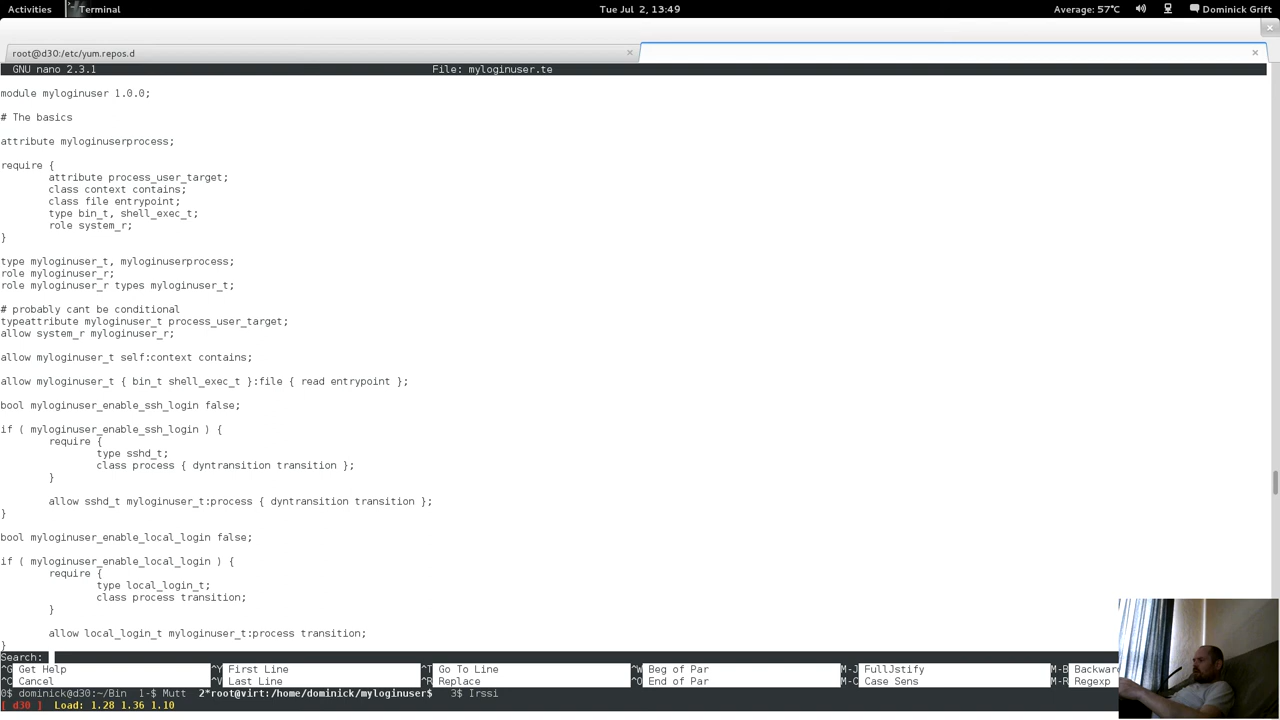 Activities Terminal Tue Jul 2, 13:49 Average: 57°C Dominick Grift
root@d30:/etc/yum.repos.d
GNU nano 2.3.1 File: myloginuser.te
module myloginuser 1.0.0;
# The basics
attribute myloginuserprocess;
require {
attribute process_user_target;
class context contains;
class file entrypoint;
type bin_t, shell_exec_t;
role system_r;
}
type myloginuser_t, myloginuserprocess;
role myloginuser_r;
role myloginuser_r types myloginuser_t;
# probably cant be conditional
typeattribute myloginuser_t process_user_target;
allow system_r myloginuser_r;
allow myloginuser_t self:context contains;
allow myloginuser_t { bin_t shell_exec_t }:file { read entrypoint };
bool myloginuser_enable_ssh_login false;
if ( myloginuser_enable_ssh_login ) {
require {
type sshd_t;
class process { dyntransition transition };
}
allow sshd_t myloginuser_t:process { dyntransition transition };
}
bool myloginuser_enable_local_login false;
if ( myloginuser_enable_local_login ) {
require {
type local_login_t;
class process transition;
}
allow local_login_t myloginuser_t:process transition;
}
Search:
^G Get Help ^Y First Line ^T Go To Line ^W Beg of Par M-J FullJstify M-B Backwar
^C Cancel ^V Last Line ^R Replace ^O End of Par M-C Case Sens M-R Regexp
0$ dominick@d30:~/Bin 1-$ Mutt 2*root@virt:/home/dominick/myloginuser$ 3$ Irssi
[ d30 ] Load: 1.28 1.36 1.10